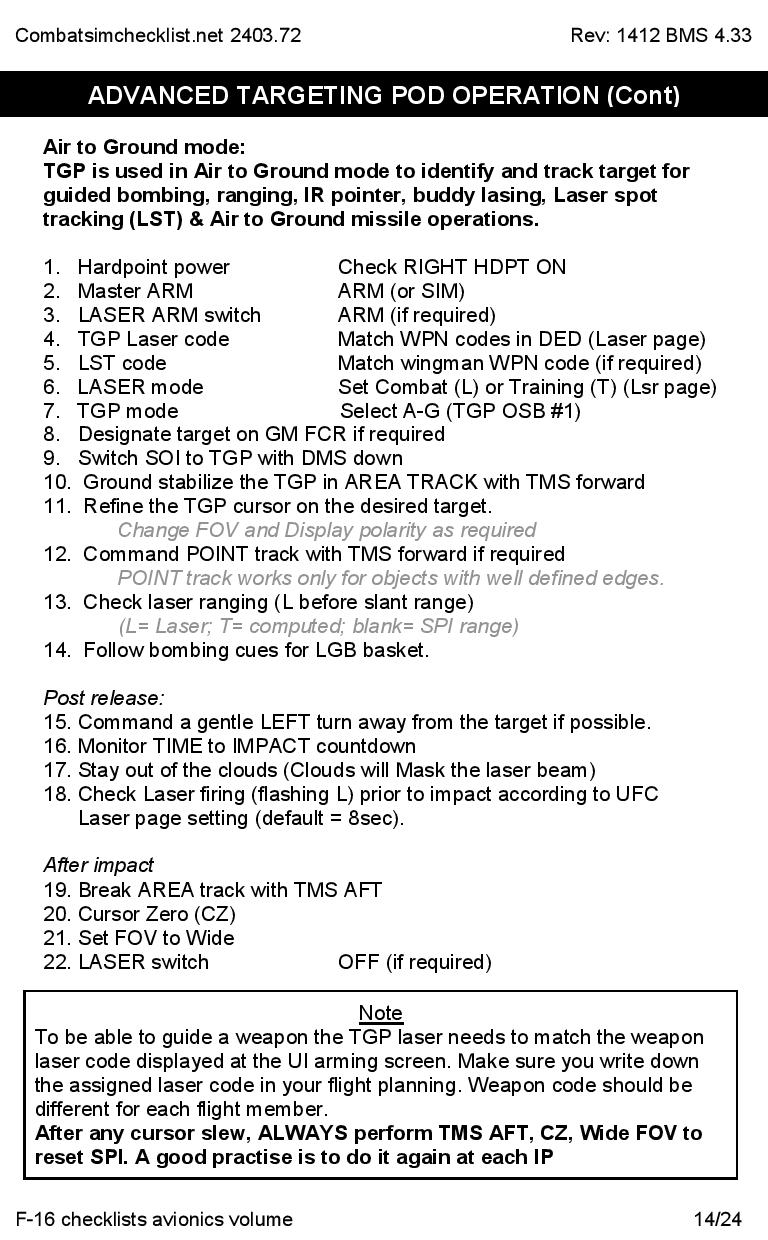 Combatsimchecklist.net 2403.72 Rev: 1412 BMS 4.33
ADVANCED TARGETING POD OPERATION (Cont)
Air to Ground mode:
TGP is used in Air to Ground mode to identify and track target for
guided bombing, ranging, IR pointer, buddy lasing, Laser spot
tracking (LST) & Air to Ground missile operations.
1. Hardpoint power Check RIGHT HDPT ON
2. Master ARM ARM (or SIM)
3. LASER ARM switch ARM (if required)
4. TGP Laser code Match WPN codes in DED (Laser page)
5. LST code Match wingman WPN code (if required)
6. LASER mode Set Combat (L) or Training (T) (Lsr page)
7. TGP mode Select A-G (TGP OSB #1)
8. Designate target on GM FCR if required
9. Switch SOI to TGP with DMS down
10. Ground stabilize the TGP in AREA TRACK with TMS forward
11. Refine the TGP cursor on the desired target.
Change FOV and Display polarity as required
12. Command POINT track with TMS forward if required
POINT track works only for objects with well defined edges.
13. Check laser ranging (L before slant range)
(L= Laser; T= computed; blank= SPI range)
14. Follow bombing cues for LGB basket.
Post release:
15. Command a gentle LEFT turn away from the target if possible.
16. Monitor TIME to IMPACT countdown
17. Stay out of the clouds (Clouds will Mask the laser beam)
18. Check Laser firing (flashing L) prior to impact according to UFC
Laser page setting (default = 8sec).
After impact
19. Break AREA track with TMS AFT
20. Cursor Zero (CZ)
21. Set FOV to Wide
22. LASER switch OFF (if required)
Note
To be able to guide a weapon the TGP laser needs to match the weapon
laser code displayed at the UI arming screen. Make sure you write down
the assigned laser code in your flight planning. Weapon code should be
different for each flight member.
After any cursor slew, ALWAYS perform TMS AFT, CZ, Wide FOV to
reset SPI. A good practise is to do it again at each IP
F-16 checklists avionics volume 14/24